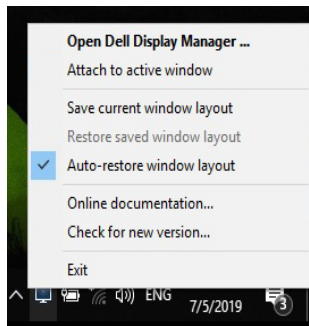 Open Dell Display Manager ...
Attach to active window
Save current window layout
Restore saved window layout
Auto-restore window layout
Online documentation...
Check for new version...
Exit
ENG
7/5/2019
3